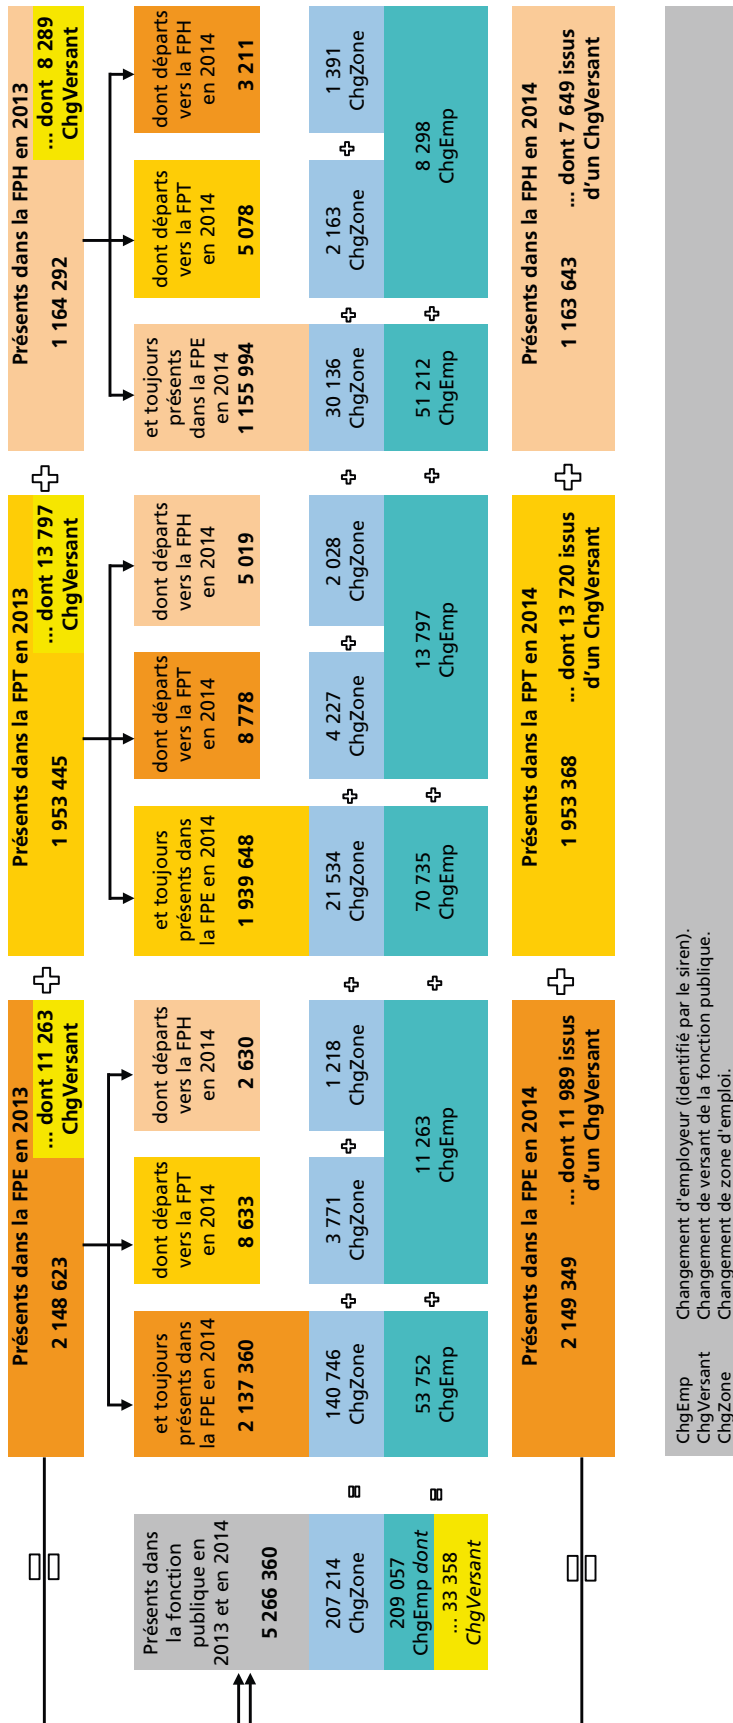 Présents dans la FPE en 2013
2 148 623
... dont 11 263
ChgVersant
Présents dans la FPT en 2013
1 953 445
... dont 13 797
ChgVersant
Présents dans la FPH en 2013
1 164 292
... dont 8 289
ChgVersant
Présents dans
la fonction
publique en
2013 et en 2014
5 266 360
et toujours
présents dans
la FPE en 2014
2 137 360
dont départs
vers la FPT
en 2014
8 633
dont départs
vers la FPH
en 2014
2 630
et toujours
présents dans
la FPE en 2014
1 939 648
dont départs
vers la FPT
en 2014
8 778
dont départs
vers la FPH
en 2014
5 019
et toujours
présents
dans la FPE
en 2014
1 155 994
dont départs
vers la FPT
en 2014
5 078
dont départs
vers la FPH
en 2014
3 211
207 214
ChgZone
140 746
ChgZone
3 771
ChgZone
1 218
ChgZone
21 534
ChgZone
4 227
ChgZone
2 028
ChgZone
30 136
ChgZone
2 163
ChgZone
1 391
ChgZone
209 057
ChgEmp dont
... 33 358
ChgVersant
53 752
ChgEmp
11 263
ChgEmp
70 735
ChgEmp
13 797
ChgEmp
51 212
ChgEmp
8 298
ChgEmp
Présents dans la FPE en 2014
2 149 349
... dont 11 989 issus
d'un ChgVersant
Présents dans la FPT en 2014
1 953 368
... dont 13 720 issus
d'un ChgVersant
Présents dans la FPH en 2014
1 163 643
... dont 7 649 issus
d'un ChgVersant
ChgEmp Changement d'employeur (identifié par le siren).
ChgVersant Changement de versant de la fonction publique.
ChgZone Changement de zone d'emploi.